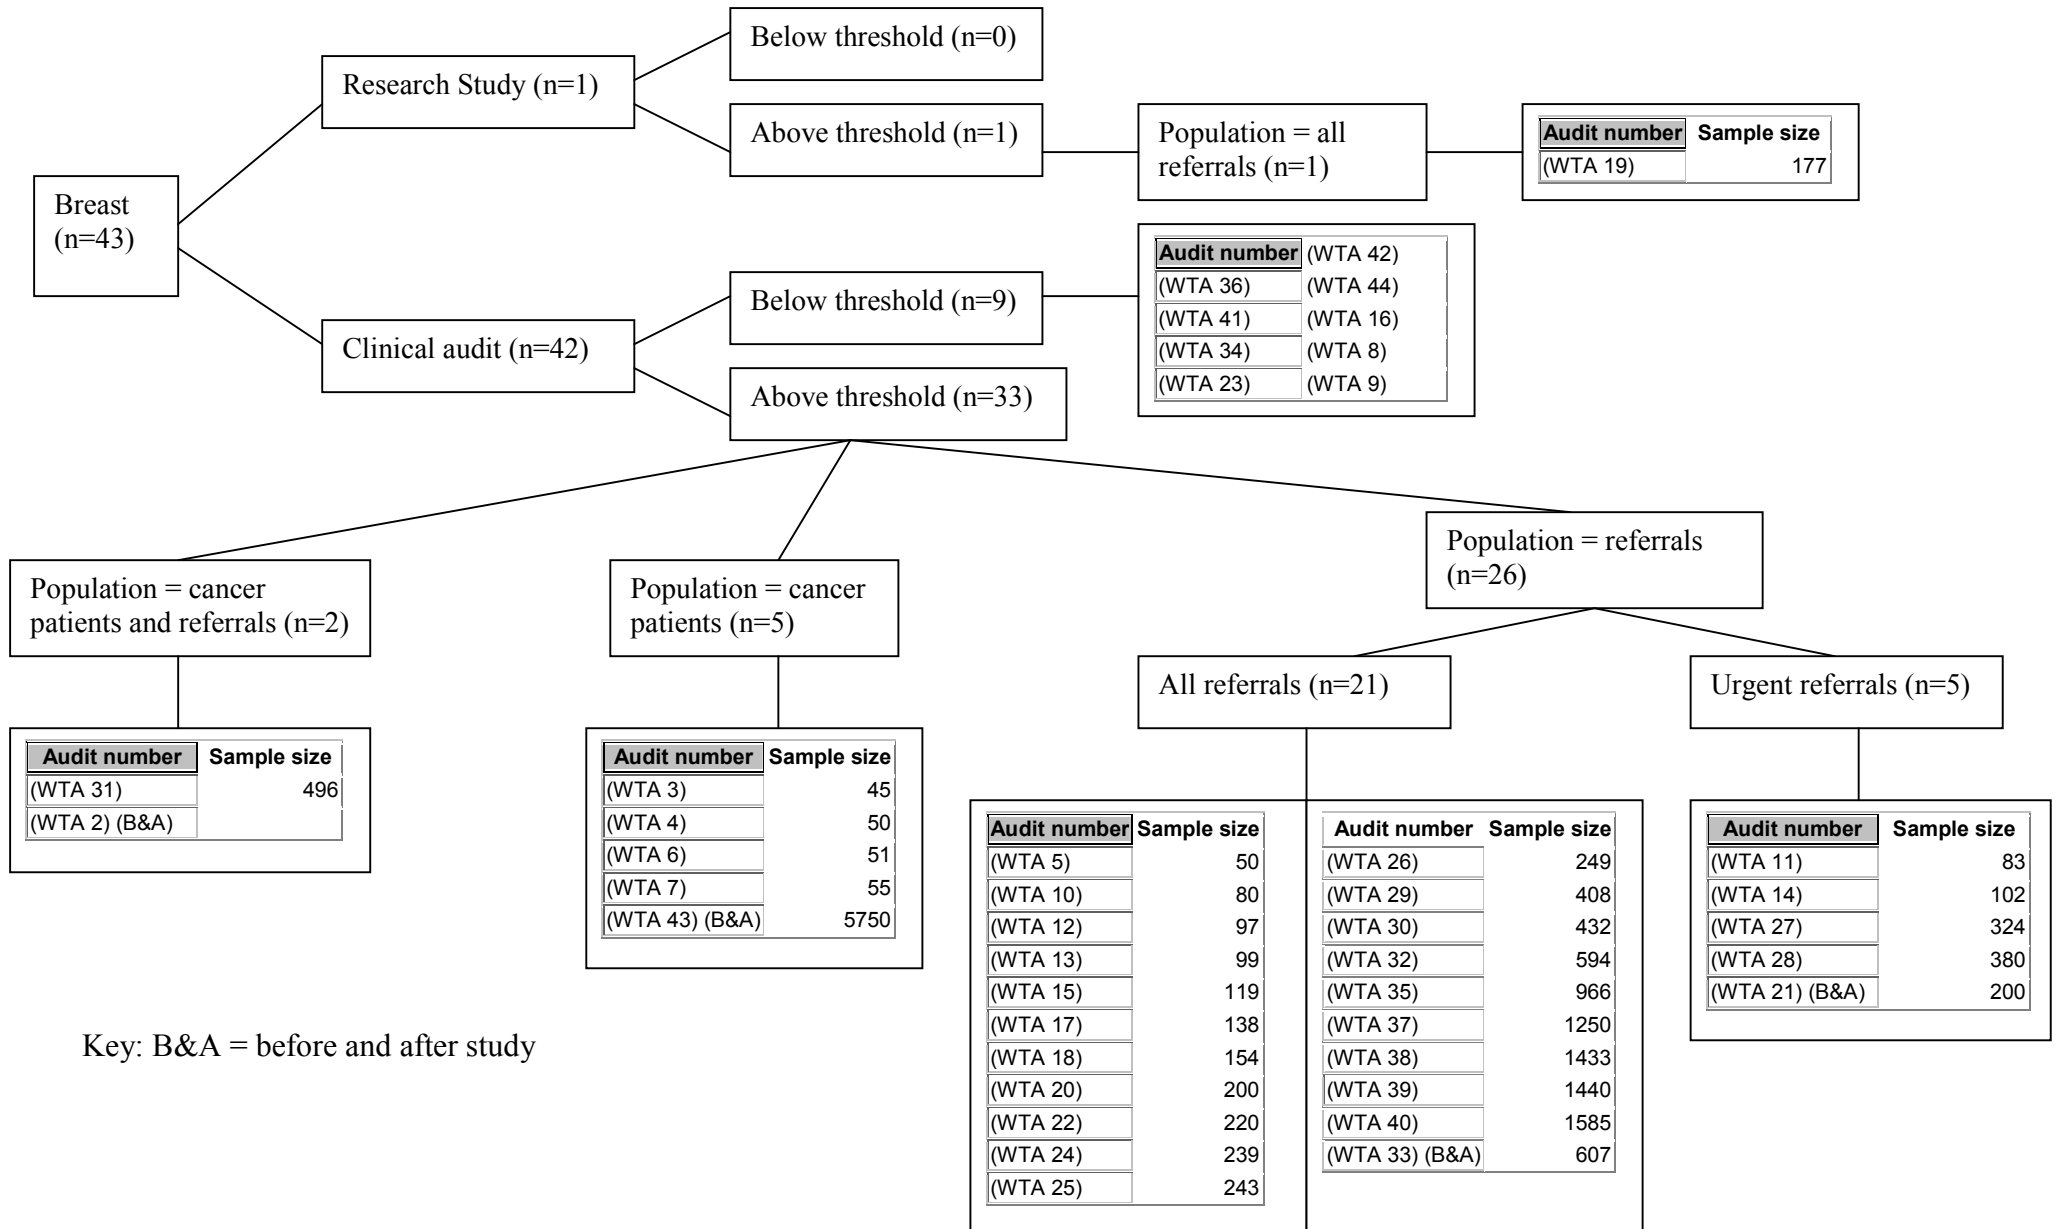 Below threshold (n=0)
Research Study (n=1)
Above threshold (n=1)
Population = all
referrals (n=1)
Audit number Sample size
(WTA 19) 177
Breast
(n=43)
Clinical audit (n=42)
Below threshold (n=9)
Audit number (WTA 42)
(WTA 36) (WTA 44)
(WTA 41) (WTA 16)
(WTA 34) (WTA 8)
(WTA 23) (WTA 9)
Above threshold (n=33)
Population = cancer
patients and referrals (n=2)
Audit number Sample size
(WTA 31) 496
(WTA 2) (B&A)
Population = cancer
patients (n=5)
Audit number Sample size
(WTA 3) 45
(WTA 4) 50
(WTA 6) 51
(WTA 7) 55
(WTA 43) (B&A) 5750
Population = referrals
(n=26)
All referrals (n=21)
Audit number Sample size
(WTA 5) 50
(WTA 10) 80
(WTA 12) 97
(WTA 13) 99
(WTA 15) 119
(WTA 17) 138
(WTA 18) 154
(WTA 20) 200
(WTA 22) 220
(WTA 24) 239
(WTA 25) 243
Audit number Sample size
(WTA 26) 249
(WTA 29) 408
(WTA 30) 432
(WTA 32) 594
(WTA 35) 966
(WTA 37) 1250
(WTA 38) 1433
(WTA 39) 1440
(WTA 40) 1585
(WTA 33) (B&A) 607
Urgent referrals (n=5)
Audit number Sample size
(WTA 11) 83
(WTA 14) 102
(WTA 27) 324
(WTA 28) 380
(WTA 21) (B&A) 200
Key: B&A = before and after study